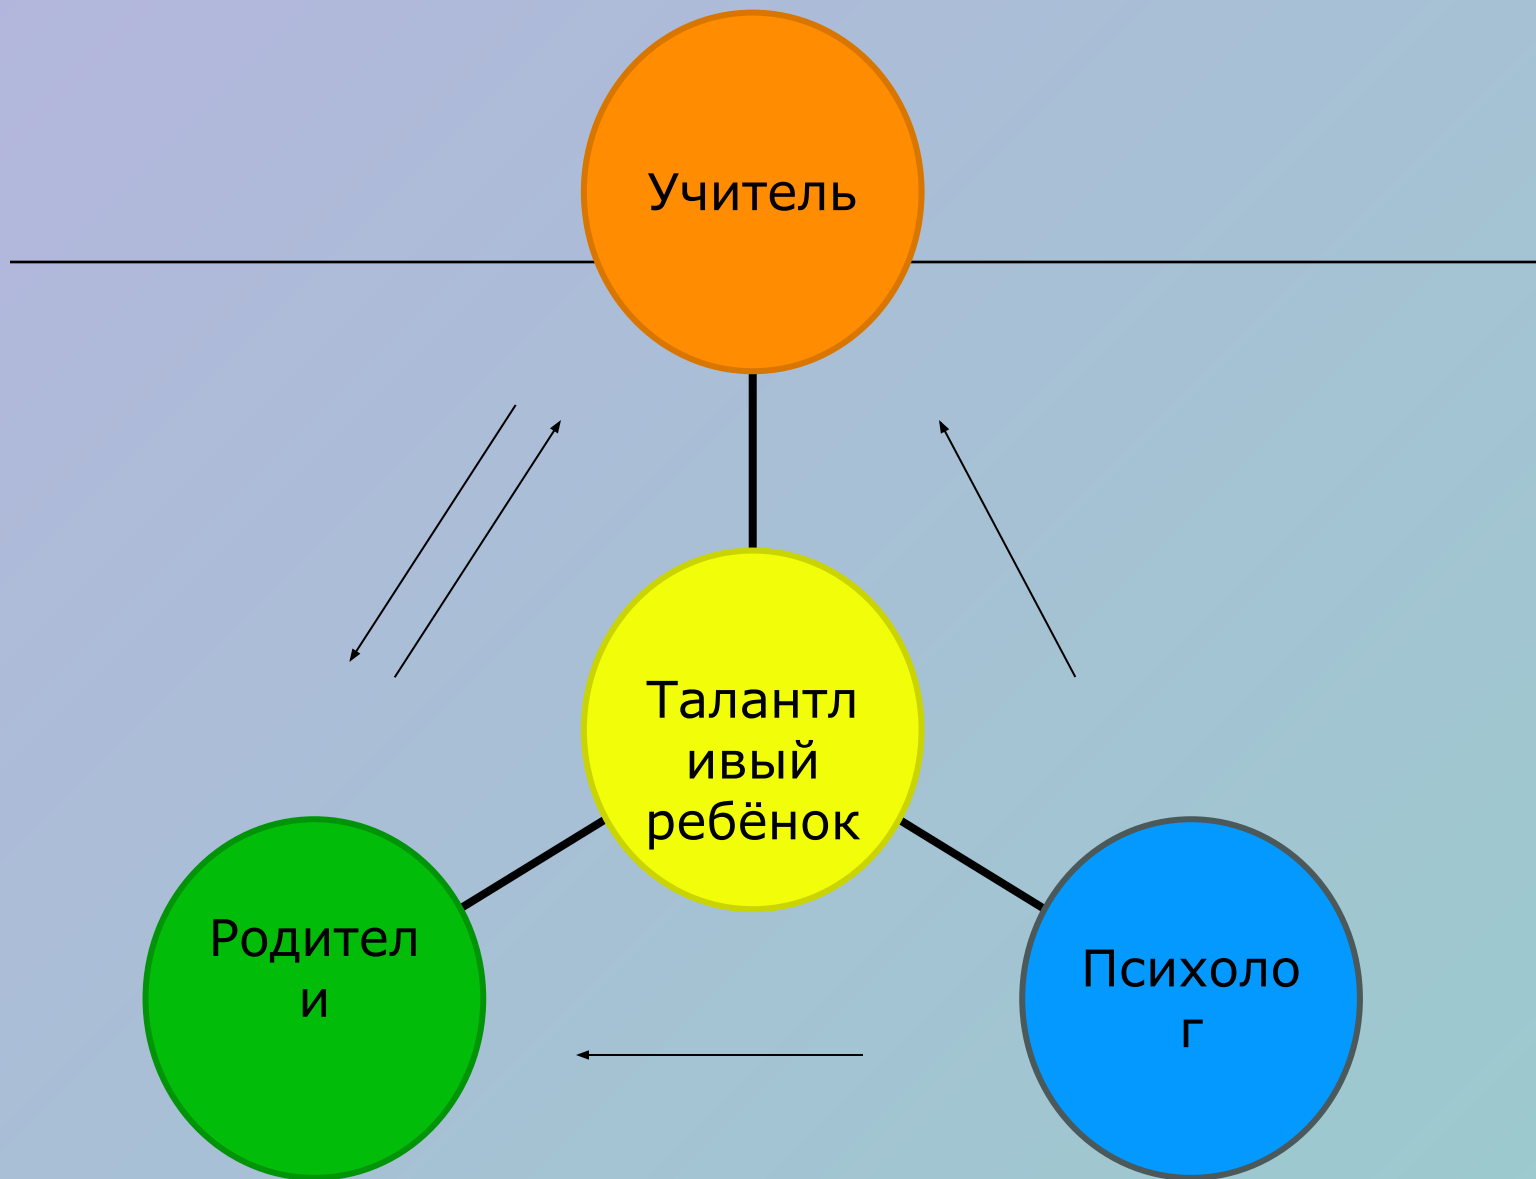 Учитель
Талантл
ивый
ребёнок
Родител
и
Психоло
г